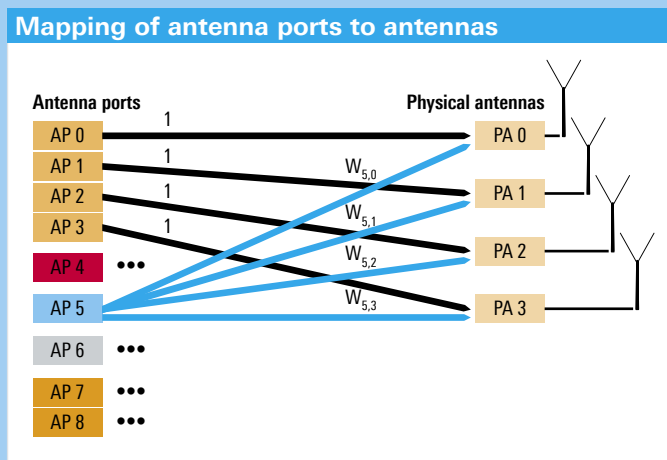 Mapping of antenna ports to antennas
Antenna ports
Physical antennas
1
AP 0
PA 0
AP 1
1
W5,0
PA 1
AP 2
1
W5,1
AP 3
1
W5,2
PA 2
AP 4 •••
W5,3
AP 5
PA 3
AP 6 •••
AP 7 •••
AP 8 •••